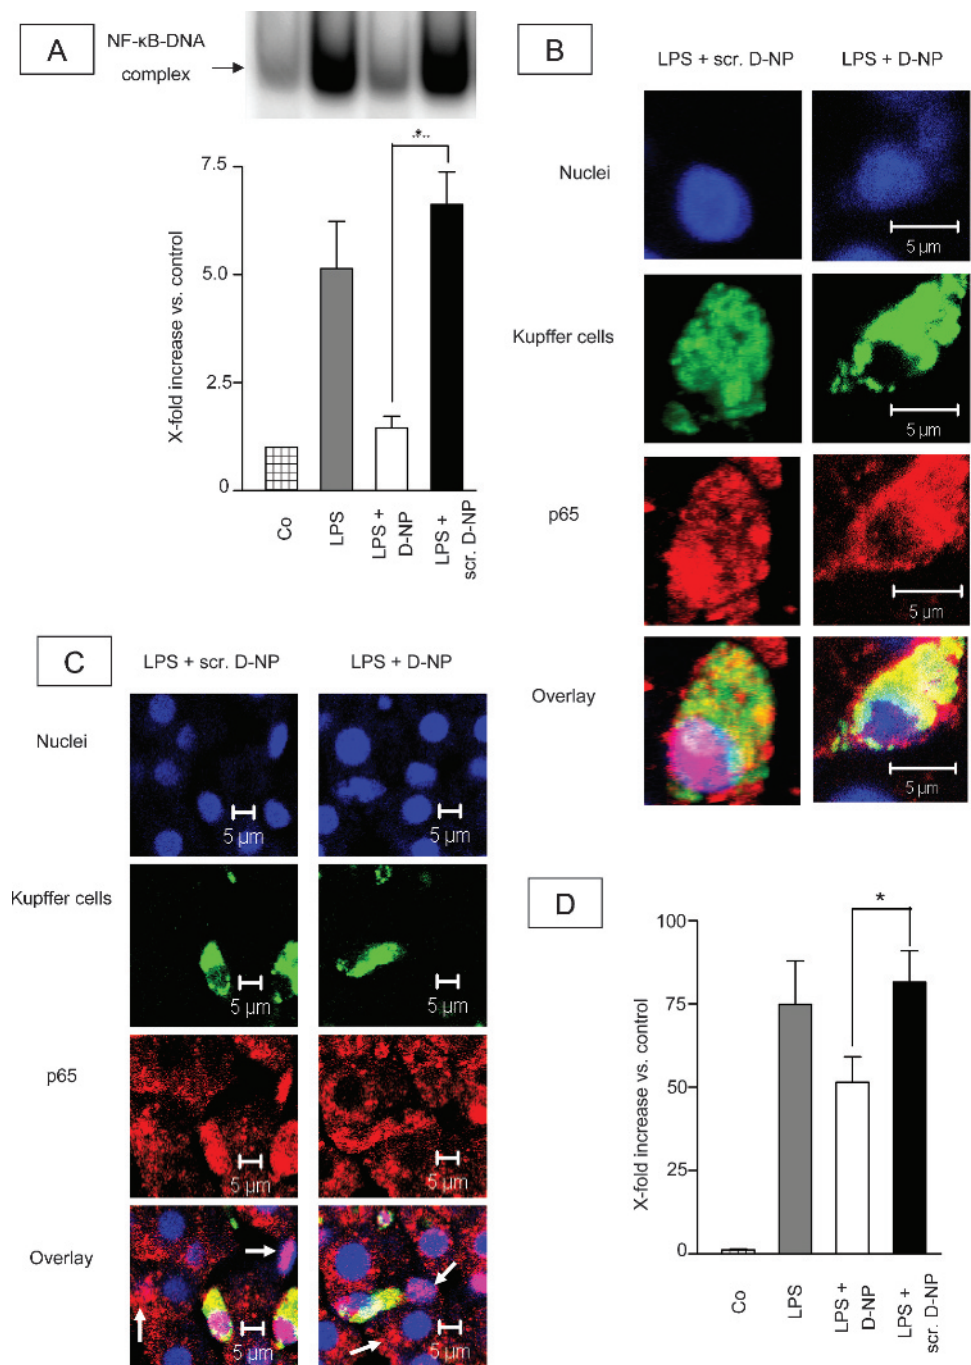 A
NF-κB-DNA
complex
.*..
7.5
5.0
2.5
0
X-fold increase vs. control
Co
LPS
LPS +
D-NP
LPS +
scr. D-NP
B
LPS + scr. D-NP
LPS + D-NP
Nuclei
5 µm
Kupffer cells
5 µm
p65
5 µm
Overlay
5 µm
C
LPS + scr. D-NP
LPS + D-NP
Nuclei
5 µm
5 µm
Kupffer cells
5 µm
5 µm
p65
5 µm
5 µm
Overlay
5 µm
5 µm
D
*
100
75
50
25
0
X-fold increase vs. control
Co
LPS
LPS +
D-NP
LPS +
scr. D-NP